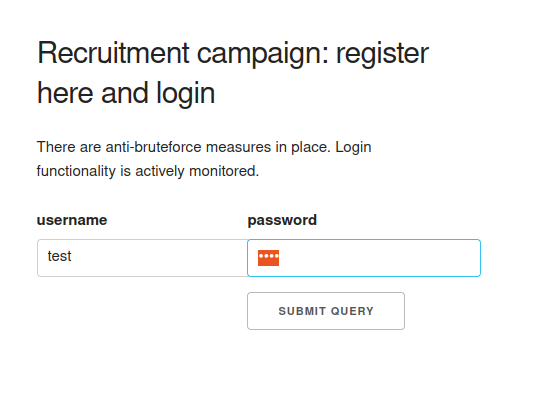 Recruitment campaign: register
here and login
There are anti-bruteforce measures in place. Login
functionality is actively monitored.
username password
test ••••
SUBMIT QUERY